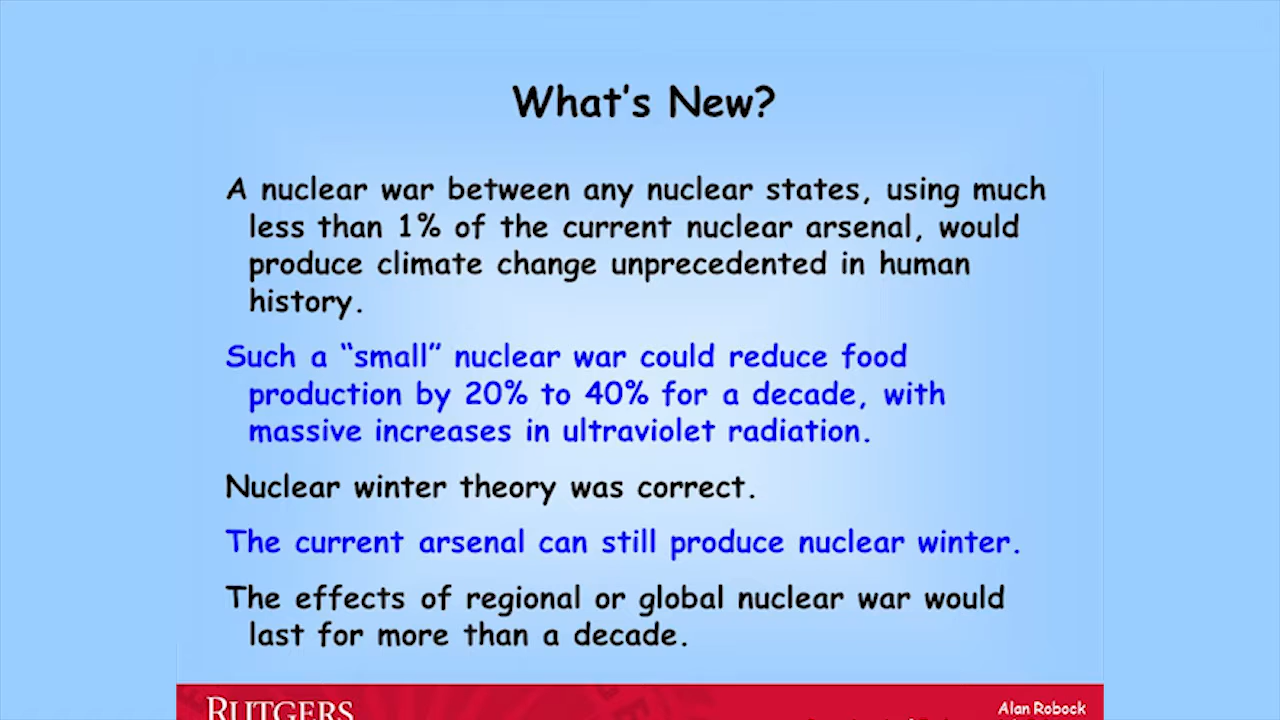 What's New?
A nuclear war between any nuclear states, using much
less than 1% of the current nuclear arsenal, would
produce climate change unprecedented in human
history.
Such a “small” nuclear war could reduce food
production by 20% to 40% for a decade, with
massive increases in ultraviolet radiation.
Nuclear winter theory was correct.
The current arsenal can still produce nuclear winter.
The effects of regional or global nuclear war would
last for more than a decade.
RUTGERS
Alan Robock